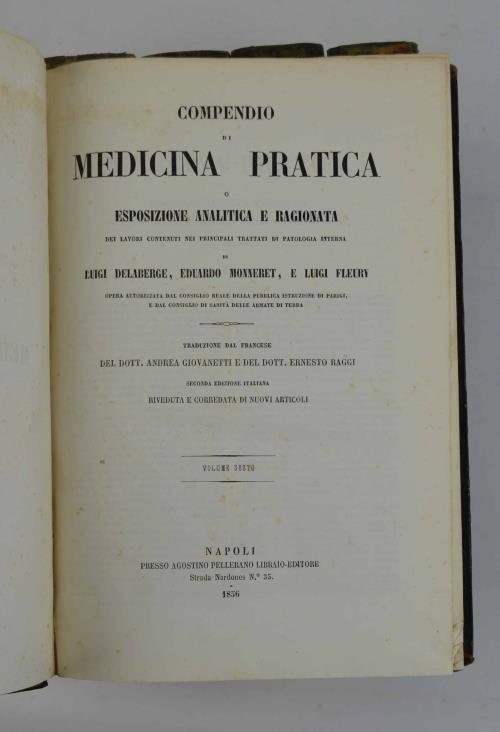 COMPENDIO
DI
MEDICINA PRATICA
O
ESPOSIZIONE ANALITICA E RAGIONATA
DEI LAVORI CONTENUTI NEI PRINCIPALI TRATTATI DI PATOLOGIA INTERNA
DI
LUIGI DELABERGE, EDUARDO MONNERET, E LUIGI FLEURY
OPERA AUTORIZZATA DAL CONSIGLIO REALE DELLA PUBBLICA ISTRUZIONE DI PARIGI,
E DAL CONSIGLIO DI SANITÀ DELLE ARMATE DI TERRA
TRADUZIONE DAL FRANCESE
DEL DOTT. ANDREA GIOVANETTI E DEL DOTT. ERNESTO RAGGI
SECONDA EDIZIONE ITALIANA
RIVEDUTA E CORREDATA DI NUOVI ARTICOLI
VOLUME SESTO
NAPOLI
PRESSO AGOSTINO PELLERANO LIBRAIO-EDITORE
Strada Nardones N.° 35.
1856